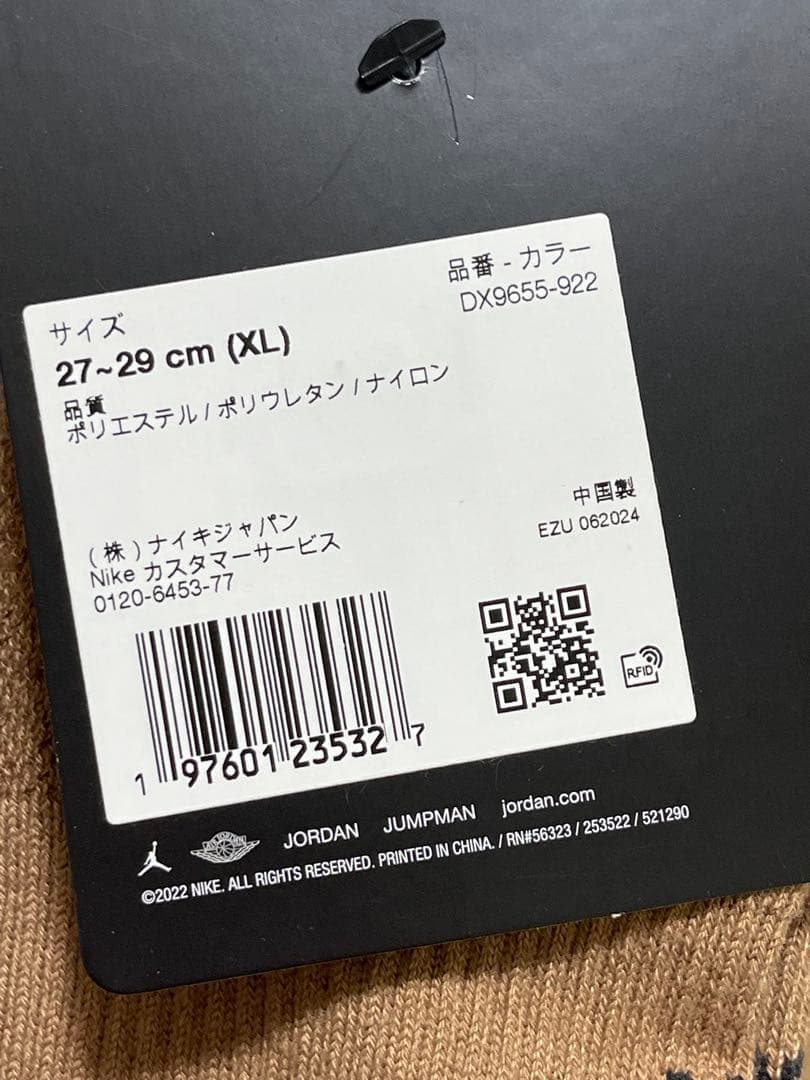 品番 - カラー
DX9655-922
サイズ
27~29 cm (XL)
品質
ポリエステル / ポリウレタン / ナイロン
中国製
EZU 062024
(株) ナイキジャパン
Nike カスタマーサービス
0120-6453-77
RFID
1 97601 23532 7
JORDAN JUMPMAN jordan.com
©2022 NIKE. ALL RIGHTS RESERVED. PRINTED IN CHINA. / RN#56323 / 253522 / 521290